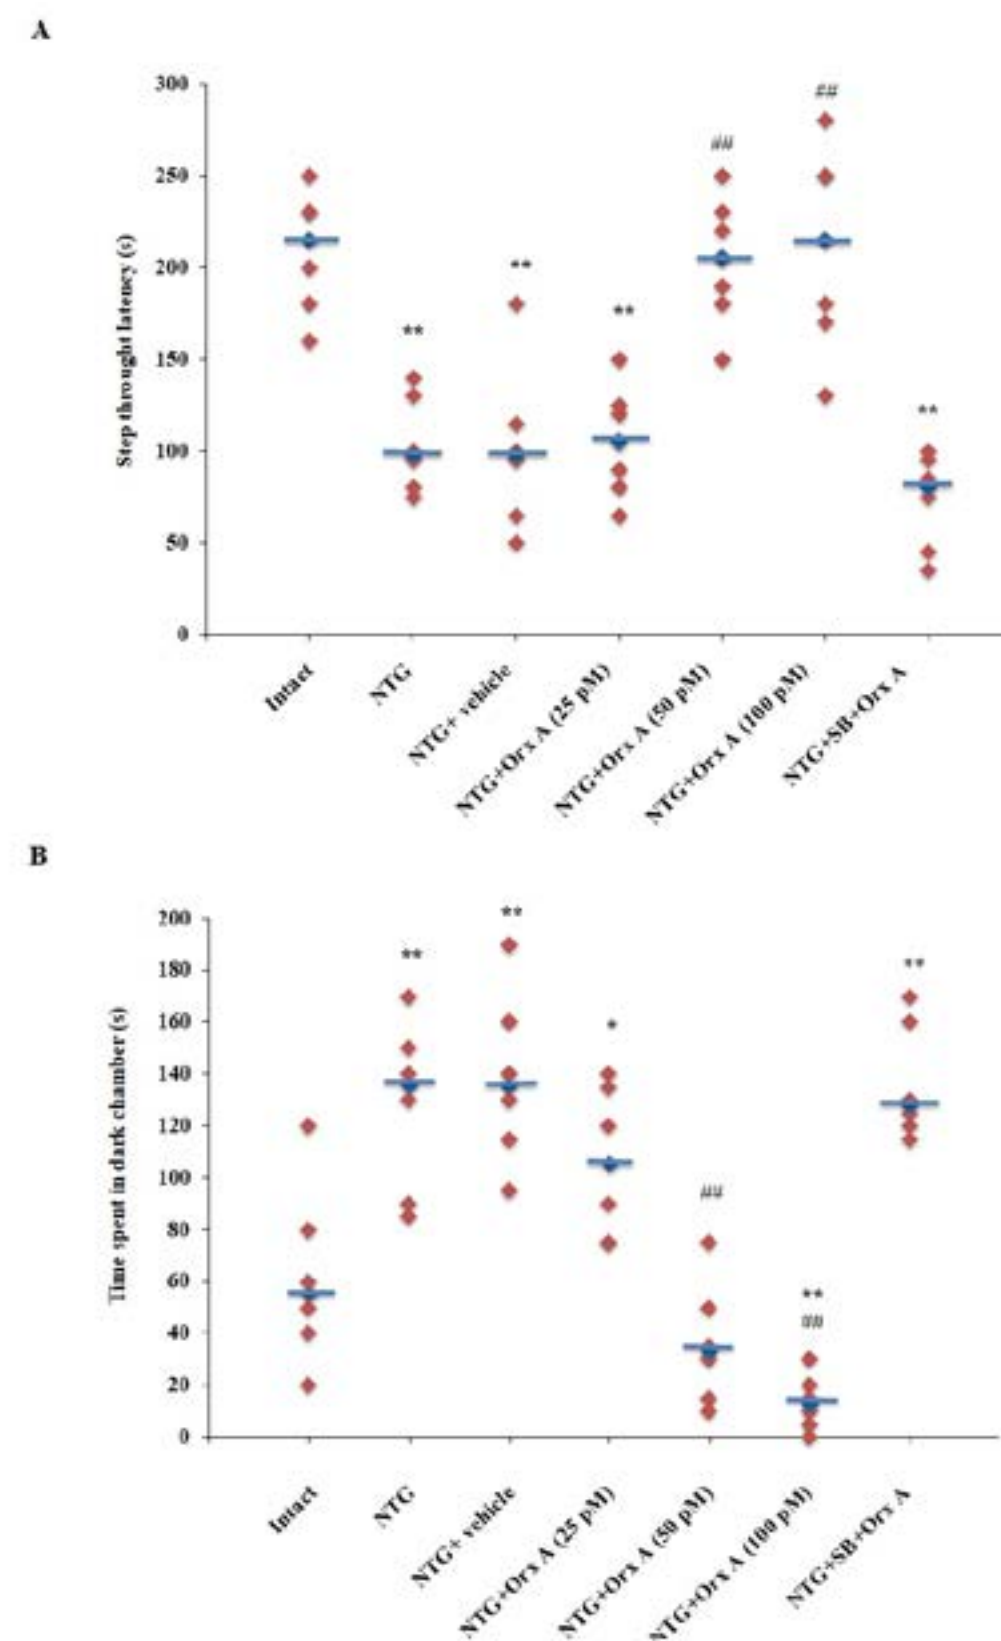 A
300
##
##
250
**
200
**
**
150
**
100
50
0
Step throught latency (s)
Intact
NTG
NTG+ vehicle
NTG+Orx A (25 pM)
NTG+Orx A (50 pM)
NTG+Orx A (100 pM)
NTG+SB+Orx A
B
200
**
**
**
180
160
*
140
120
100
##
80
60
**
##
40
20
0
Time spent in dark chamber (s)
Intact
NTG
NTG+ vehicle
NTG+Orx A (25 pM)
NTG+Orx A (50 pM)
NTG+Orx A (100 pM)
NTG+SB+Orx A